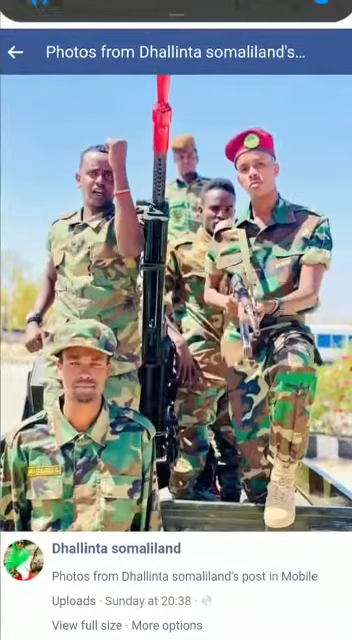 Photos from Dhallinta somaliland's...
Dhallinta somaliland
Photos from Dhallinta somaliland's post in Mobile
Uploads · Sunday at 20:38 ·
View full size · More options